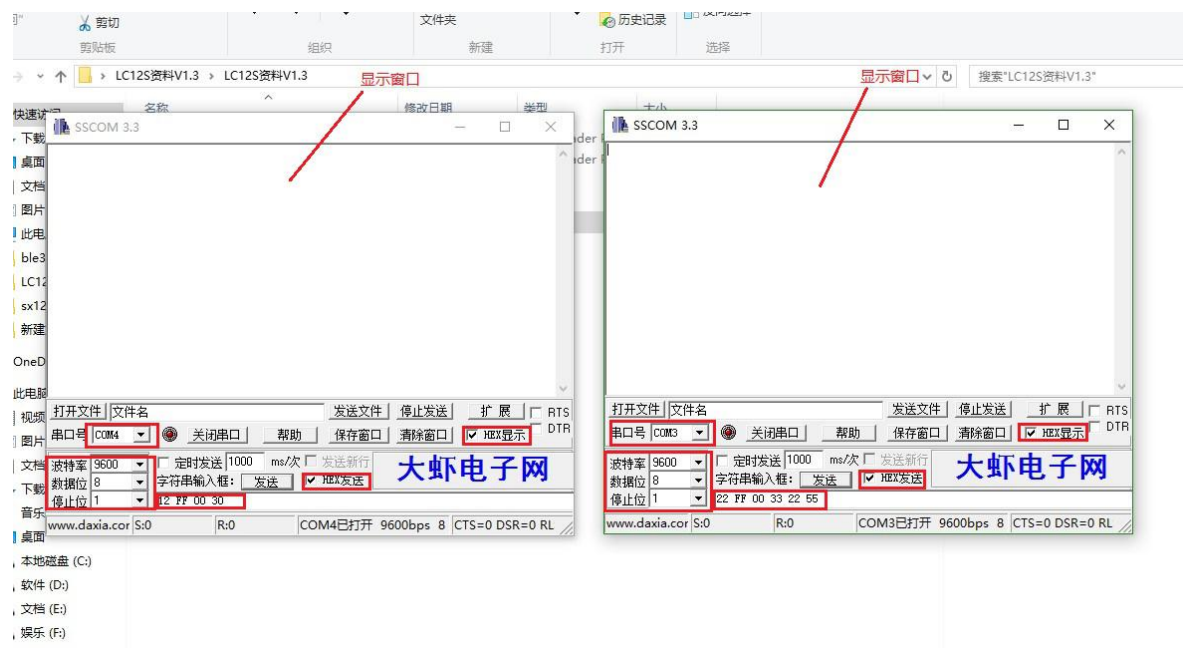 剪切
文件夹
历史记录
剪贴板
组织
新建
打开
选择
LC12S资料V1.3 › LC12S资料V1.3
显示窗口
显示窗口
搜索"LC12S资料V1.3"
快速访问
名称
修改日期
类型
大小
下载
桌面
文档
图片
此电
ble3
LC12
sx12
新建
OneD
此电脑
视频
图片
文档
下载
音乐
桌面
本地磁盘 (C:)
软件 (D:)
文档 (E:)
娱乐 (F:)
SSCOM 3.3
打开文件 文件名 发送文件 停止发送 扩 展 RTS
串口号 COM4 关闭串口 帮助 保存窗口 清除窗口 HEX显示 DTR
波特率 9600 定时发送 1000 ms/次 发送新行 大虾电子网
数据位 8 字符串输入框: 发送 HEX发送
停止位 1 12 FF 00 30
www.daxia.cor S:0 R:0 COM4已打开 9600bps 8 CTS=0 DSR=0 RL
SSCOM 3.3
打开文件 文件名 发送文件 停止发送 扩 展 RTS
串口号 COM3 关闭串口 帮助 保存窗口 清除窗口 HEX显示 DTR
波特率 9600 定时发送 1000 ms/次 发送新行 大虾电子网
数据位 8 字符串输入框: 发送 HEX发送
停止位 1 22 FF 00 33 22 55
www.daxia.cor S:0 R:0 COM3已打开 9600bps 8 CTS=0 DSR=0 RL